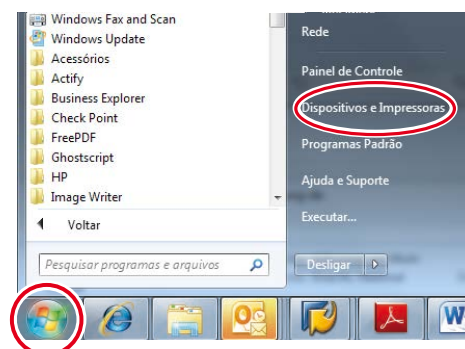 Windows Fax and Scan
Windows Update
Acessórios
Actify
Business Explorer
Check Point
FreePDF
Ghostscript
HP
Image Writer
Voltar
Pesquisar programas e arquivos
Rede
Painel de Controle
Dispositivos e Impressoras
Programas Padrão
Ajuda e Suporte
Executar...
Desligar
W